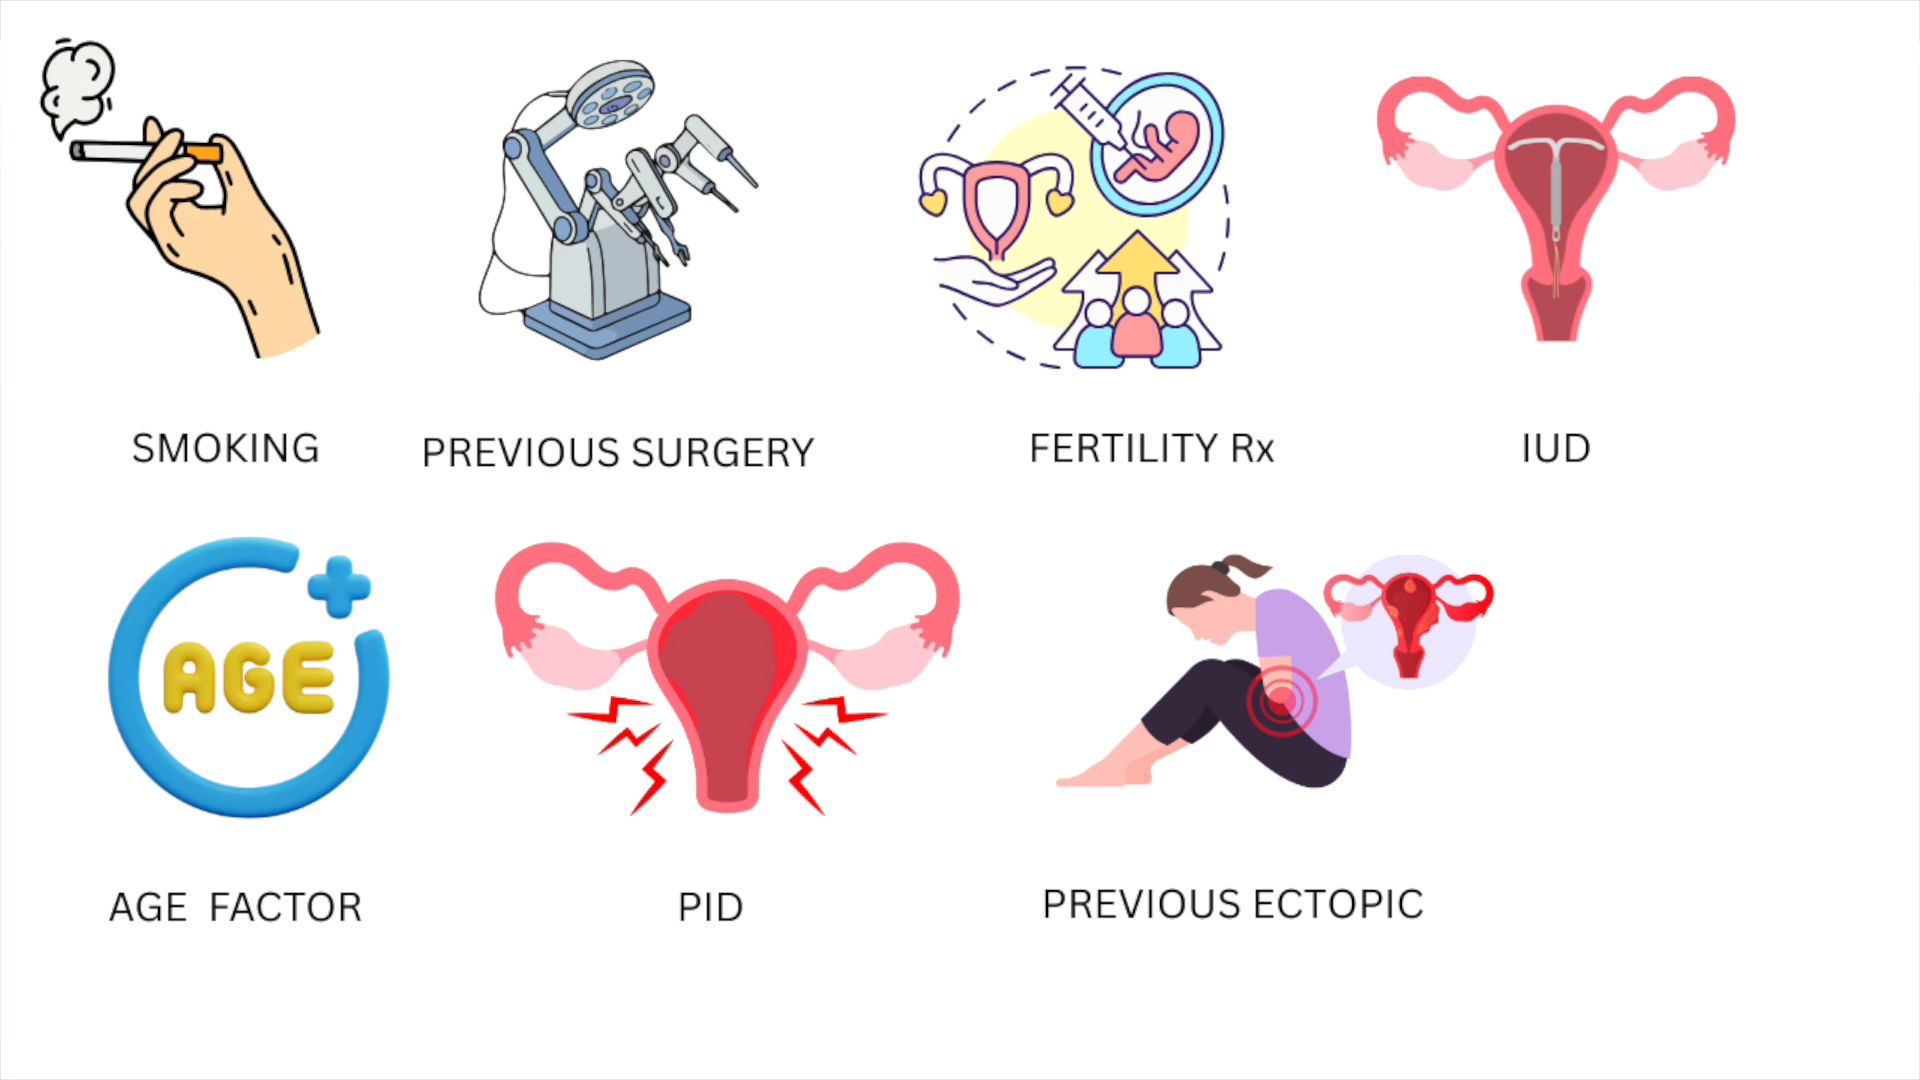 SMOKING
PREVIOUS SURGERY
FERTILITY Rx
IUD
AGE
AGE FACTOR
PID
PREVIOUS ECTOPIC